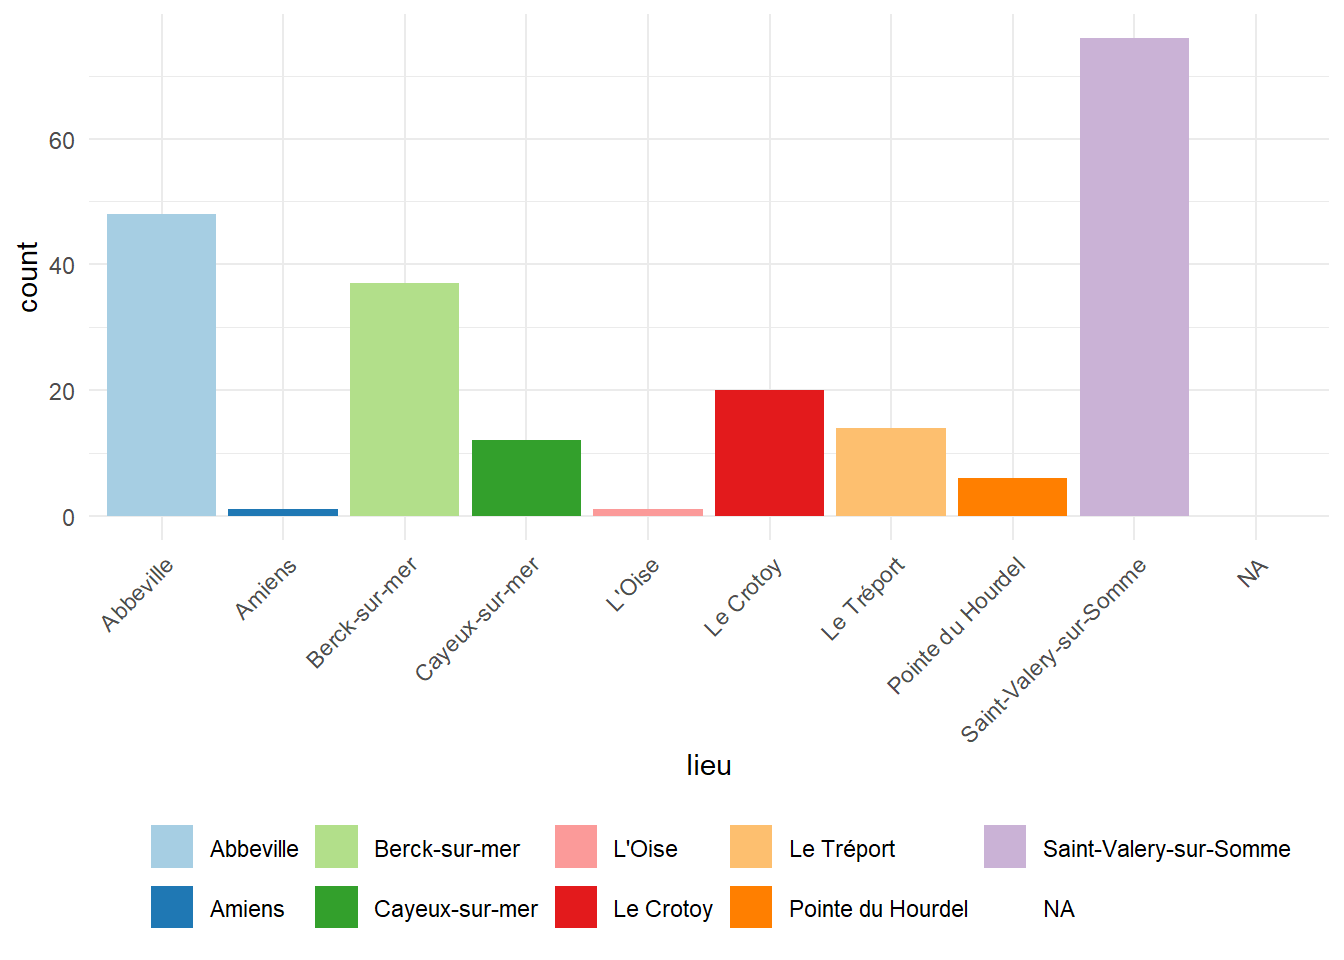 60
40
20
0
count
Abbeville
Amiens
Berck-sur-mer
Cayeux-sur-mer
L'Oise
Le Crotoy
Le Tréport
Pointe du Hourdel
Saint-Valery-sur-Somme
NA
lieu
Abbeville
Berck-sur-mer
L'Oise
Le Tréport
Saint-Valery-sur-Somme
Amiens
Cayeux-sur-mer
Le Crotoy
Pointe du Hourdel
NA